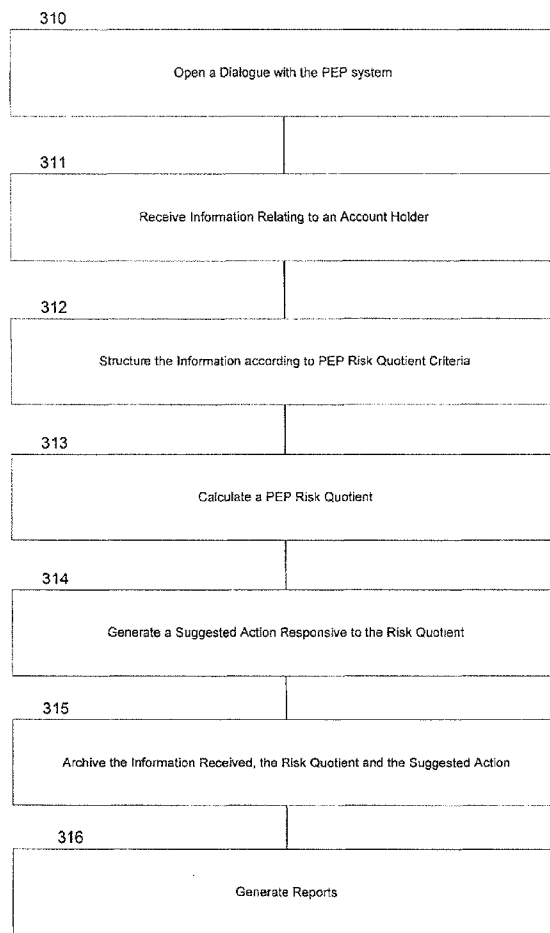 310
Open a Dialogue with the PEP system
311
Receive Information Relating to an Account Holder
312
Structure the Information according to PEP Risk Quotient Criteria
313
Calculate a PEP Risk Quotient
314
Generate a Suggested Action Responsive to the Risk Quotient
315
Archive the Information Received, the Risk Quotient and the Suggested Action
316
Generate Reports